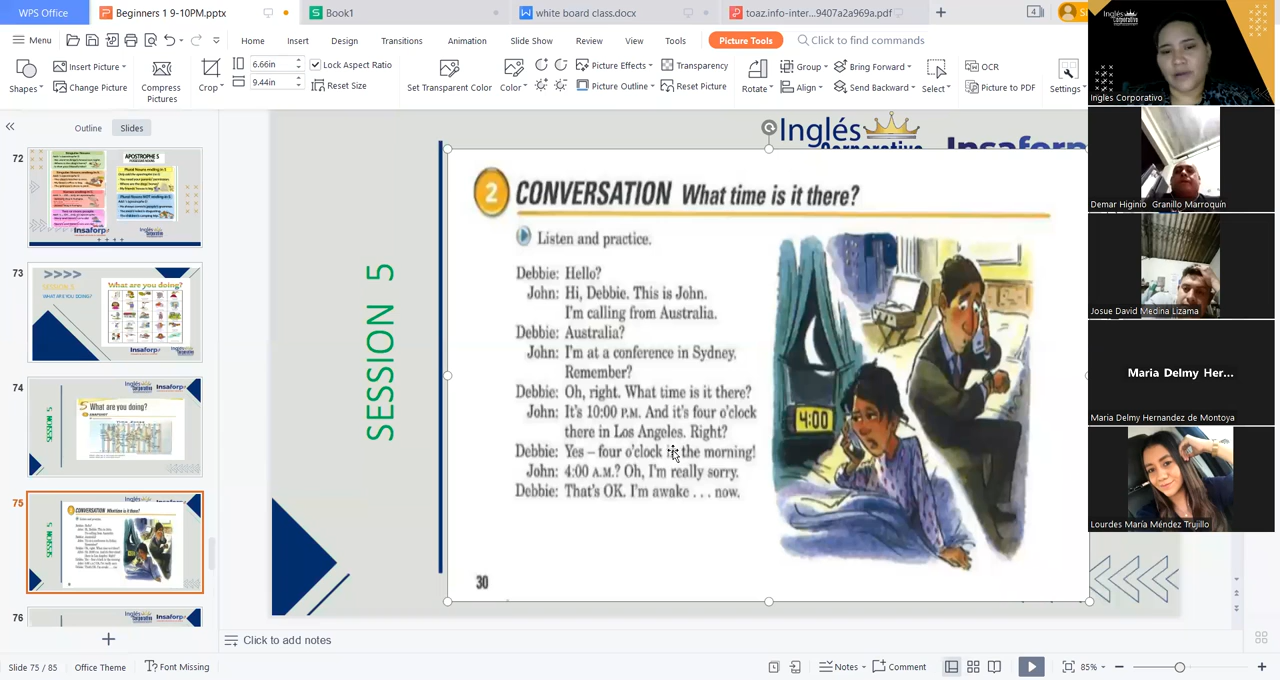 WPS Office
Beginners 1 9-10PM.pptx
Book1
white board class.docx
toaz.info-inter...9407a2a969a.pdf
Menu
Home
Insert
Design
Transitions
Animation
Slide Show
Review
View
Tools
Picture Tools
Click to find commands
Shapes
Insert Picture
Change Picture
Compress Pictures
Crop
6.66in
9.44in
Lock Aspect Ratio
Reset Size
Set Transparent Color
Color
Picture Effects
Picture Outline
Transparency
Reset Picture
Rotate
Group
Align
Bring Forward
Send Backward
Select
OCR
Picture to PDF
Settings
Outline
Slides
72
73
What are you doing?
74
What are you doing?
75
76
SESSION 5
Inglés
2 CONVERSATION What time is it there?
Listen and practice.
Debbie: Hello?
John: Hi, Debbie. This is John.
I'm calling from Australia.
Debbie: Australia?
John: I'm at a conference in Sydney.
Remember?
Debbie: Oh, right. What time is it there?
John: It's 10:00 P.M. And it's four o'clock
there in Los Angeles. Right?
Debbie: Yes – four o'clock the morning!
John: 4:00 A.M.? Oh, I'm really sorry.
Debbie: That's OK. I'm awake . . . now.
4:00
30
Inglés Corporativo
Ingles Corporativo
Demar Higinio Granillo Marroquín
Josue David Medina Lizama
Maria Delmy Her...
Maria Delmy Hernandez de Montoya
Lourdes María Méndez Trujillo
Click to add notes
Slide 75 / 85
Office Theme
Font Missing
Notes
Comment
85%